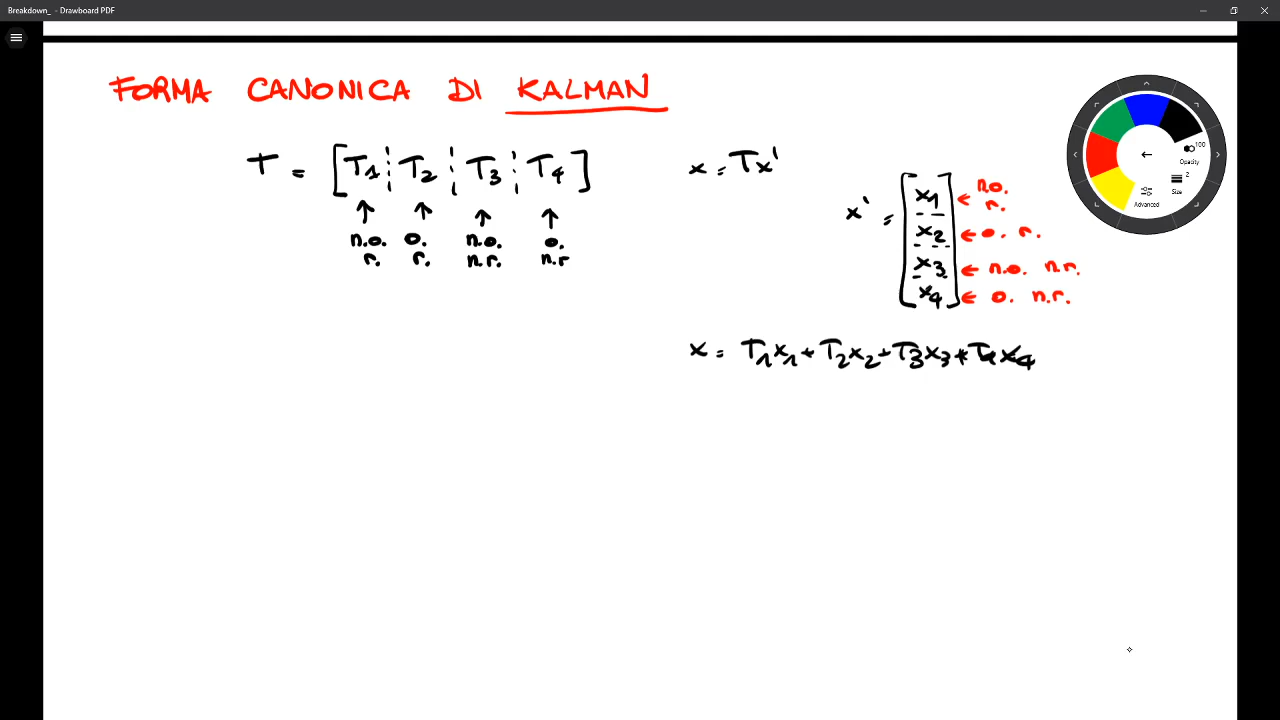 Breakdown_ - Drawboard PDF
FORMA CANONICA DI KALMAN
T = [T1 ¦ T2 ¦ T3 ¦ T4]
↑ ↑ ↑ ↑
n.o. o. n.o. o.
r. r. n.r. n.r
x = Tx'
x' = [x1 x2 x3 x4]
← n.o. r.
← o. r.
← n.o. n.r.
← o. n.r.
x = T1x1 + T2x2 + T3x3 + T4x4
100
Opacity
2
Size
Advanced